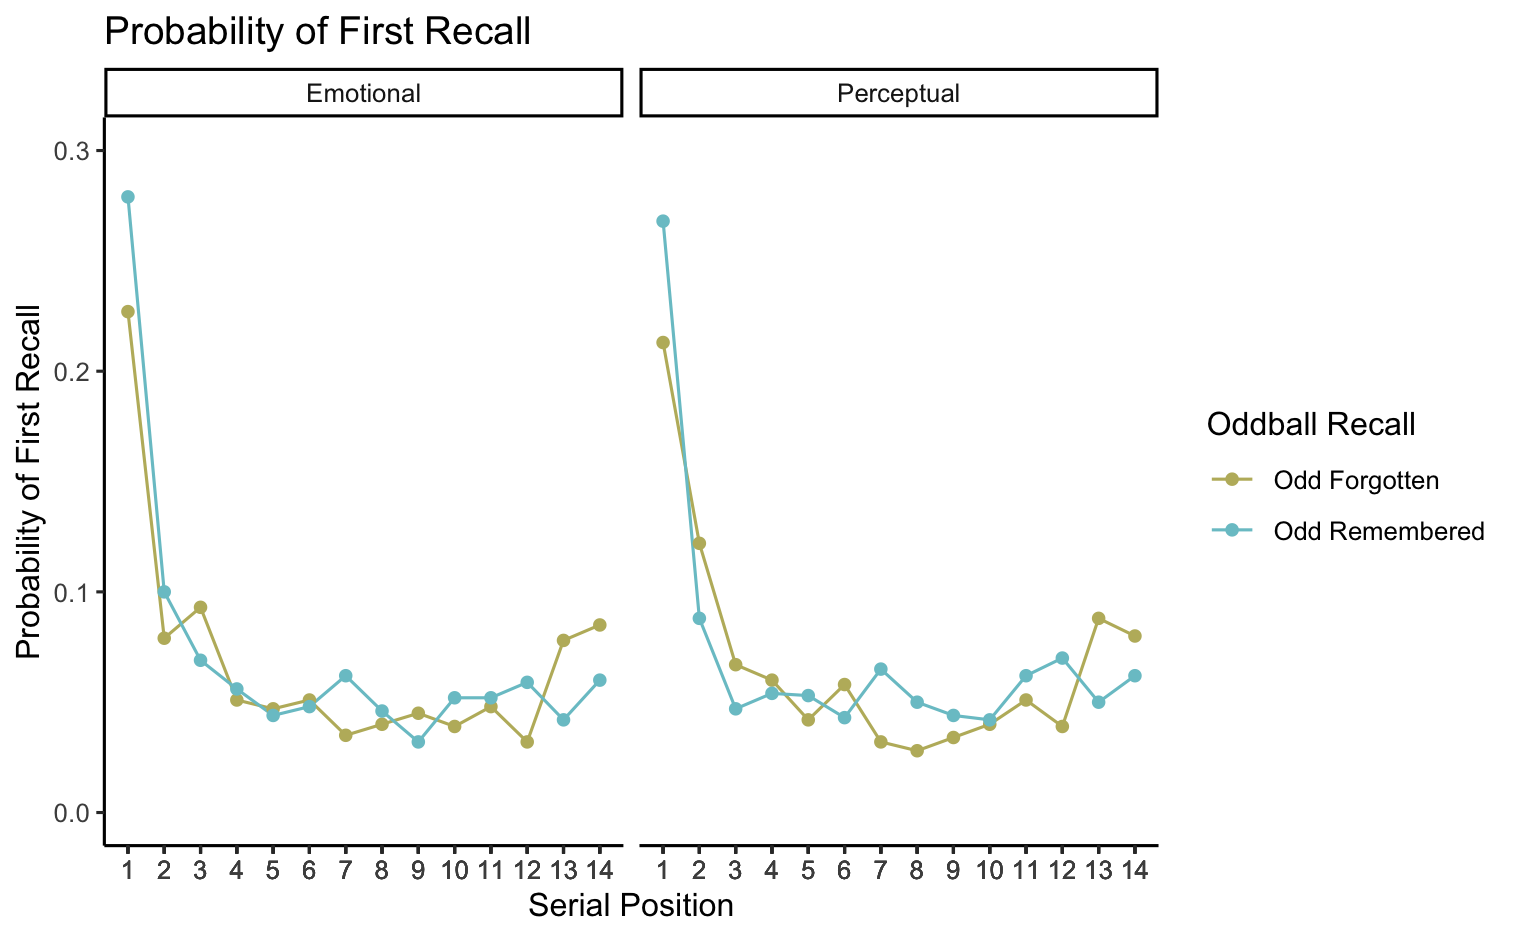 Probability of First Recall
Emotional
Perceptual
Probability of First Recall
0.3
0.2
0.1
0.0
1 2 3 4 5 6 7 8 9 10 11 12 13 14
1 2 3 4 5 6 7 8 9 10 11 12 13 14
Serial Position
Oddball Recall
Odd Forgotten
Odd Remembered